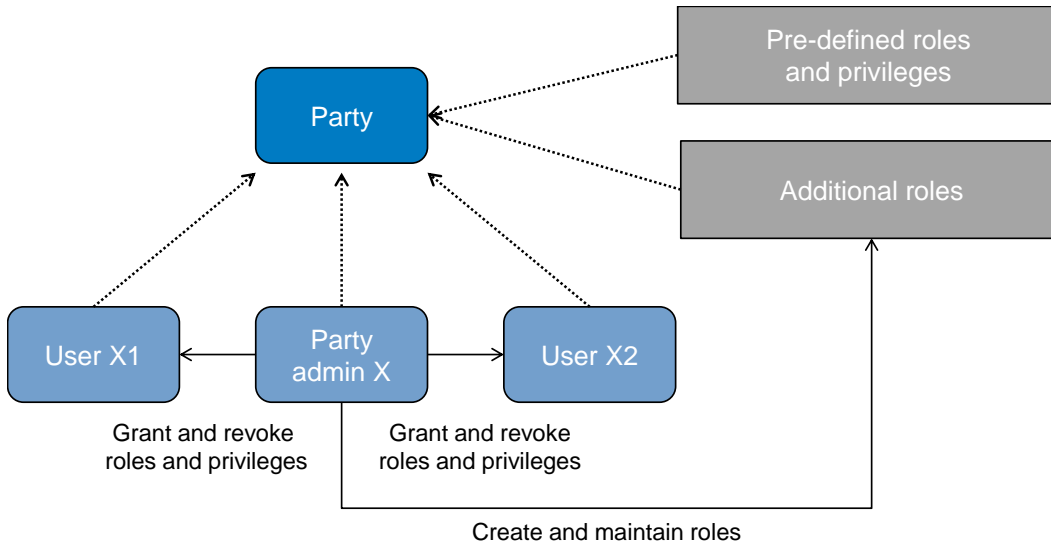 Pre-defined roles
and privileges
Party
Additional roles
User X1
Party
admin X
User X2
Grant and revoke
roles and privileges
Grant and revoke
roles and privileges
Create and maintain roles